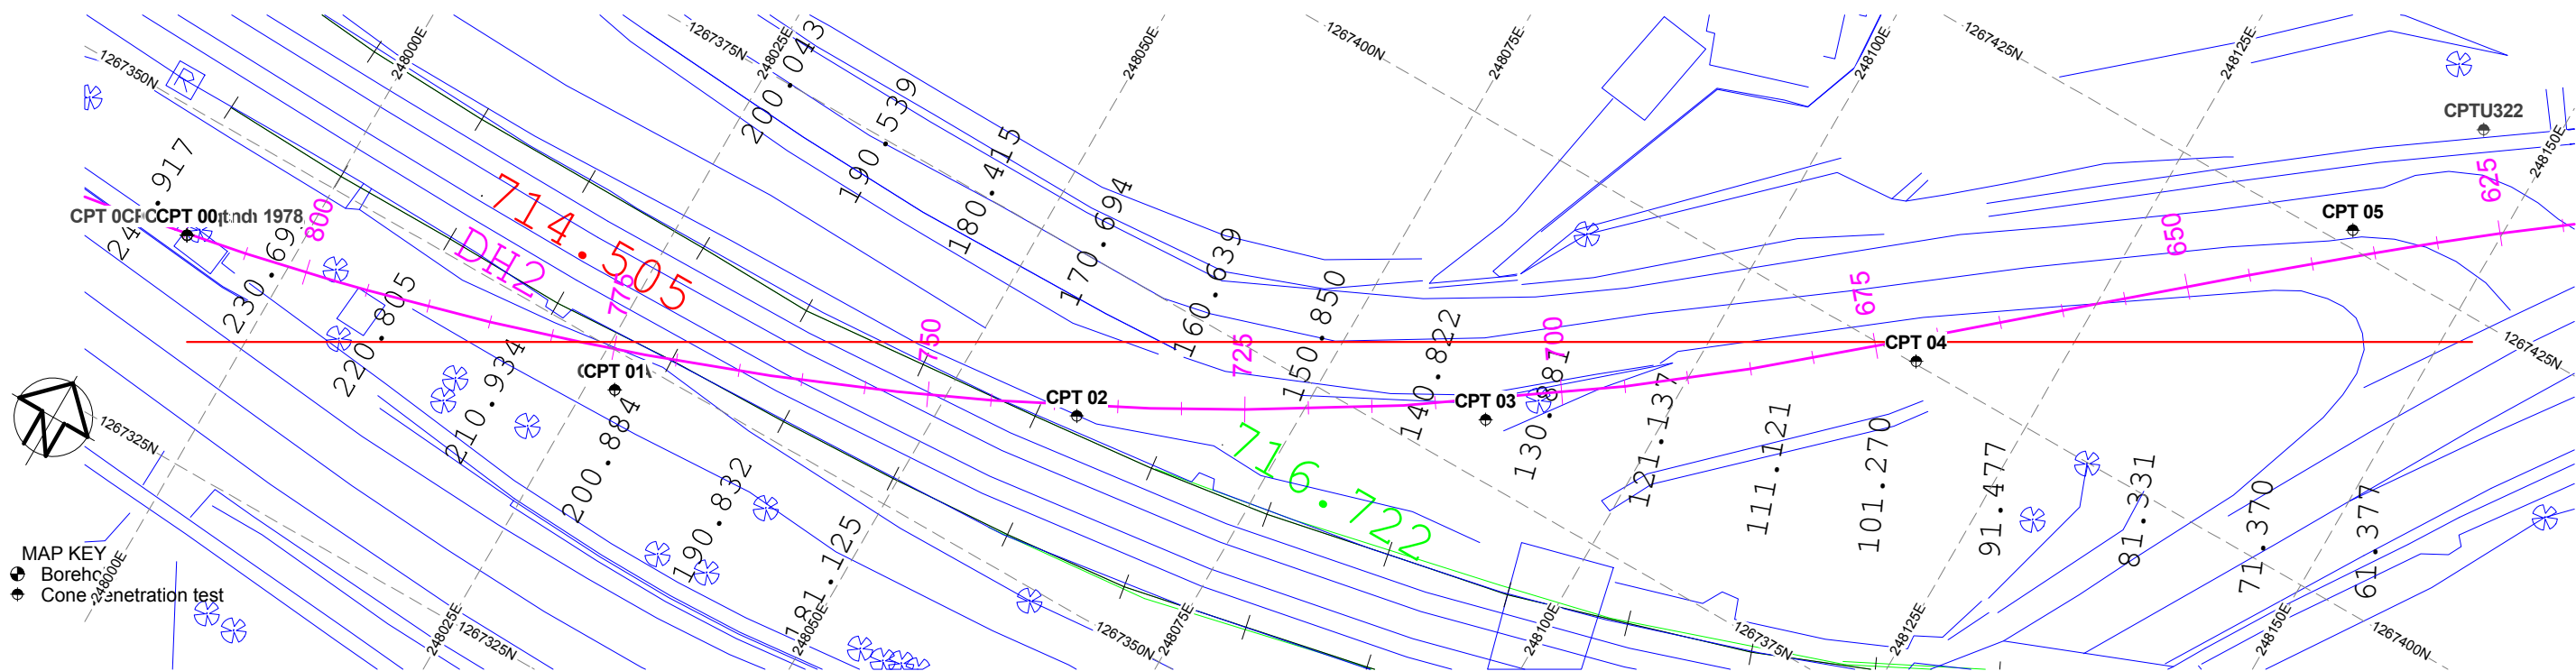 1267350N
248000E
1267375N
248025E
200.043
190.539
248050E
1267400N
248075E
248100E
1267425N
248125E
CPTU322
248150E
R
180.415
170.694
160.639
150.850
140.822
714.505
DH2
800
775
750
725
700
675
650
625
CPT 00
1978
CPT 01
CPT 02
CPT 03
CPT 04
CPT 05
230.69
220.805
210.934
200.884
190.832
181.125
716.722
121.137
111.121
101.270
91.477
81.331
71.370
61.377
1267425N
1267325N
MAP KEY
Cone penetration test
248000E
248025E
1267325N
248050E
1267350N
248075E
248100E
1267375N
248125E
248150E
1267400N